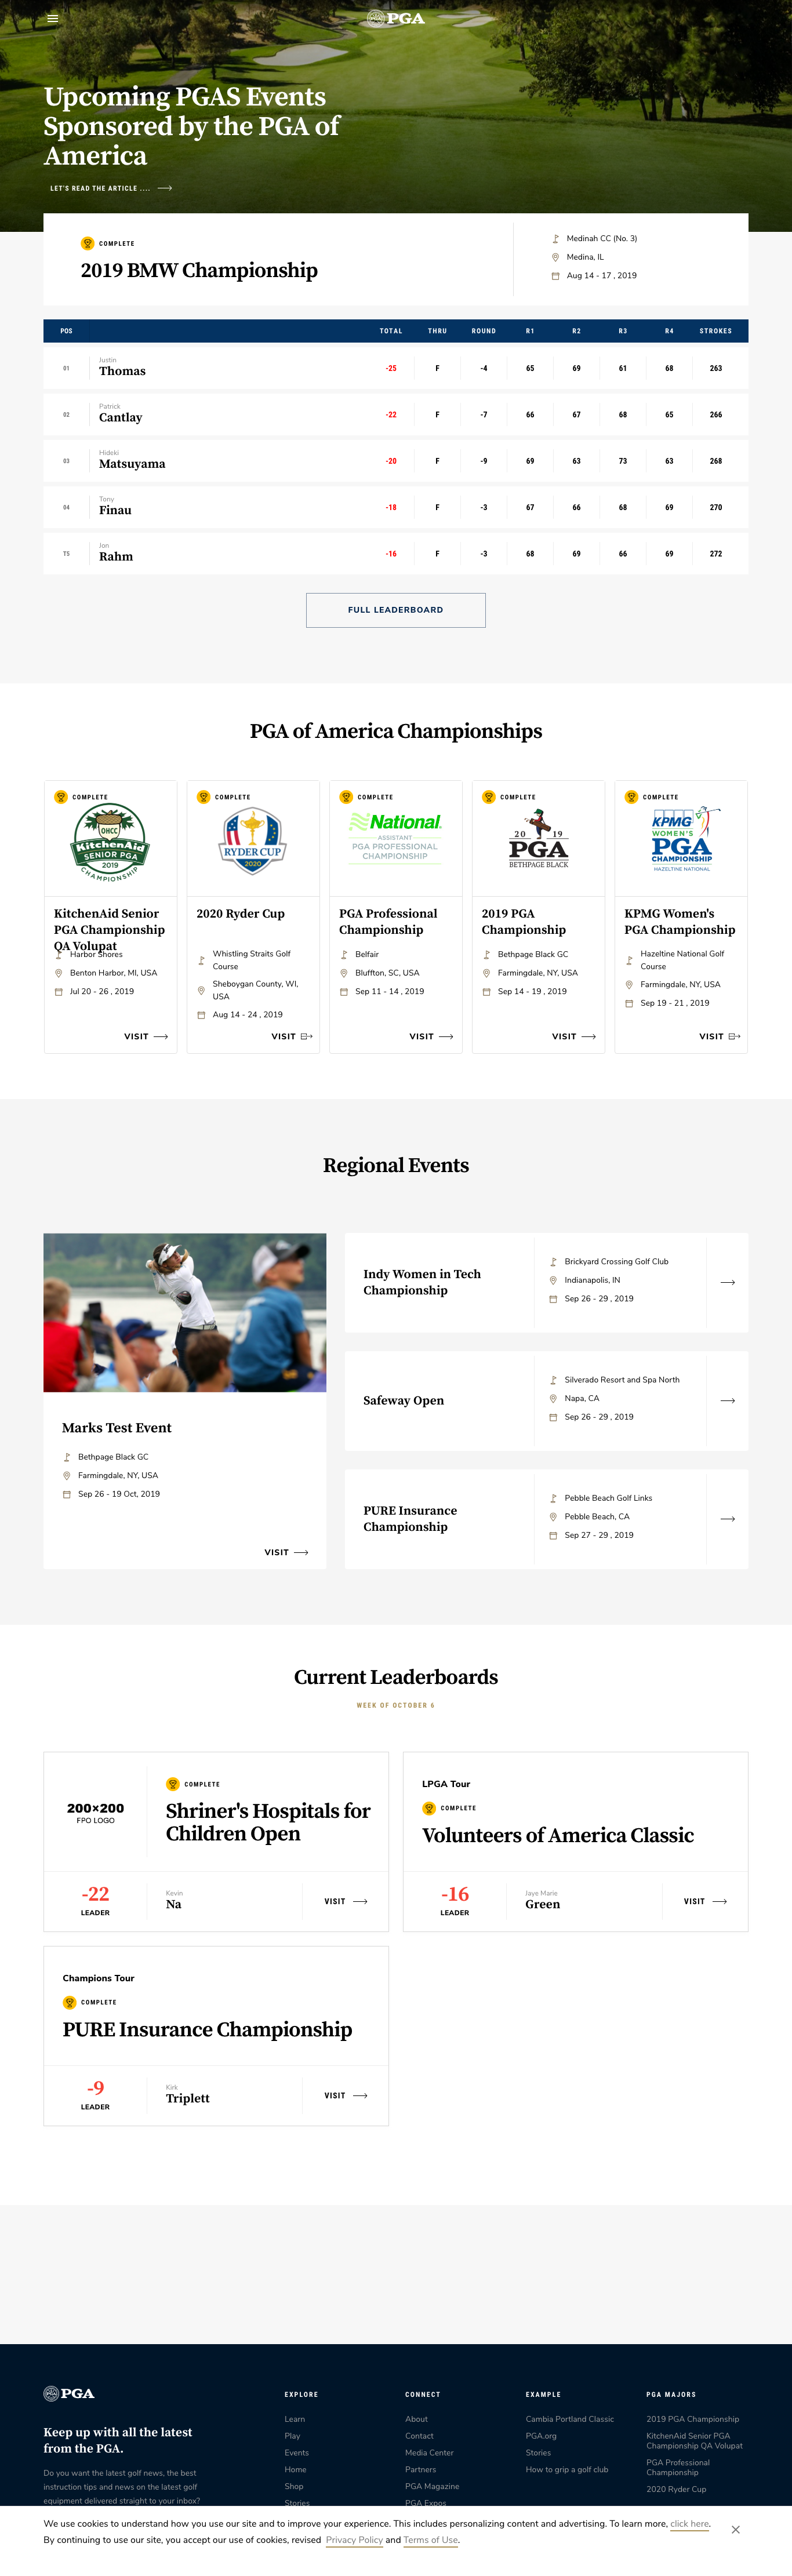 PGA
Upcoming PGAS Events
Sponsored by the PGA of
America
LET'S READ THE ARTICLE ....
COMPLETE
2019 BMW Championship
Medinah CC (No. 3)
Medina, IL
Aug 14 - 17 , 2019
POS TOTAL THRU ROUND R1 R2 R3 R4 STROKES
01 Justin Thomas -25 F -4 65 69 61 68 263
02 Patrick Cantlay -22 F -7 66 67 68 65 266
03 Hideki Matsuyama -20 F -9 69 63 73 63 268
04 Tony Finau -18 F -3 67 66 68 69 270
T5 Jon Rahm -16 F -3 68 69 66 69 272
FULL LEADERBOARD
PGA of America Championships
COMPLETE
OHCC
KitchenAid
SENIOR PGA
2019
CHAMPIONSHIP
KitchenAid Senior
PGA Championship
QA Volupat
Harbor Shores
Benton Harbor, MI, USA
Jul 20 - 26 , 2019
VISIT
COMPLETE
RYDER CUP
2020
2020 Ryder Cup
Whistling Straits Golf
Course
Sheboygan County, WI,
USA
Aug 14 - 24 , 2019
VISIT
COMPLETE
National.
ASSISTANT
PGA PROFESSIONAL
CHAMPIONSHIP
PGA Professional
Championship
Belfair
Bluffton, SC, USA
Sep 11 - 14 , 2019
VISIT
COMPLETE
20 19
PGA
BETHPAGE BLACK
2019 PGA
Championship
Bethpage Black GC
Farmingdale, NY, USA
Sep 14 - 19 , 2019
VISIT
COMPLETE
KPMG
WOMEN'S
PGA
CHAMPIONSHIP
HAZELTINE NATIONAL
KPMG Women's
PGA Championship
Hazeltine National Golf
Course
Farmingdale, NY, USA
Sep 19 - 21 , 2019
VISIT
Regional Events
Marks Test Event
Bethpage Black GC
Farmingdale, NY, USA
Sep 26 - 19 Oct, 2019
VISIT
Indy Women in Tech
Championship
Brickyard Crossing Golf Club
Indianapolis, IN
Sep 26 - 29 , 2019
Safeway Open
Silverado Resort and Spa North
Napa, CA
Sep 26 - 29 , 2019
PURE Insurance
Championship
Pebble Beach Golf Links
Pebble Beach, CA
Sep 27 - 29 , 2019
Current Leaderboards
WEEK OF OCTOBER 6
200×200
FPO LOGO
COMPLETE
Shriner's Hospitals for
Children Open
-22
LEADER
Kevin
Na
VISIT
LPGA Tour
COMPLETE
Volunteers of America Classic
-16
LEADER
Jaye Marie
Green
VISIT
Champions Tour
COMPLETE
PURE Insurance Championship
-9
LEADER
Kirk
Triplett
VISIT
PGA
Keep up with all the latest
from the PGA.
Do you want the latest golf news, the best
instruction tips and news on the latest golf
equipment delivered straight to your inbox?
EXPLORE
Learn
Play
Events
Home
Shop
Stories
CONNECT
About
Contact
Media Center
Partners
PGA Magazine
PGA Expos
EXAMPLE
Cambia Portland Classic
PGA.org
Stories
How to grip a golf club
PGA MAJORS
2019 PGA Championship
KitchenAid Senior PGA
Championship QA Volupat
PGA Professional
Championship
2020 Ryder Cup
We use cookies to understand how you use our site and to improve your experience. This includes personalizing content and advertising. To learn more, click here.
By continuing to use our site, you accept our use of cookies, revised Privacy Policy and Terms of Use.